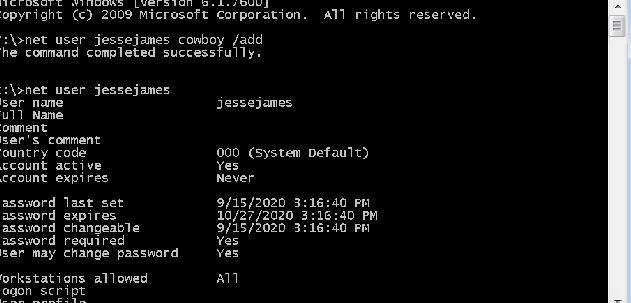 Microsoft Windows [Version 6.1.7600]
Copyright (c) 2009 Microsoft Corporation.  All rights reserved.
:\>net user jessejames cowboy /add
he command completed successfully.
:\>net user jessejames
ser name                     jessejames
ull Name
omment
ser's comment
ountry code                  000 (System Default)
ccount active                Yes
ccount expires               Never
assword last set             9/15/2020 3:16:40 PM
assword expires              10/27/2020 3:16:40 PM
assword changeable           9/15/2020 3:16:40 PM
assword required             Yes
ser may change password      Yes
orkstations allowed          All
ogon script
ser profile